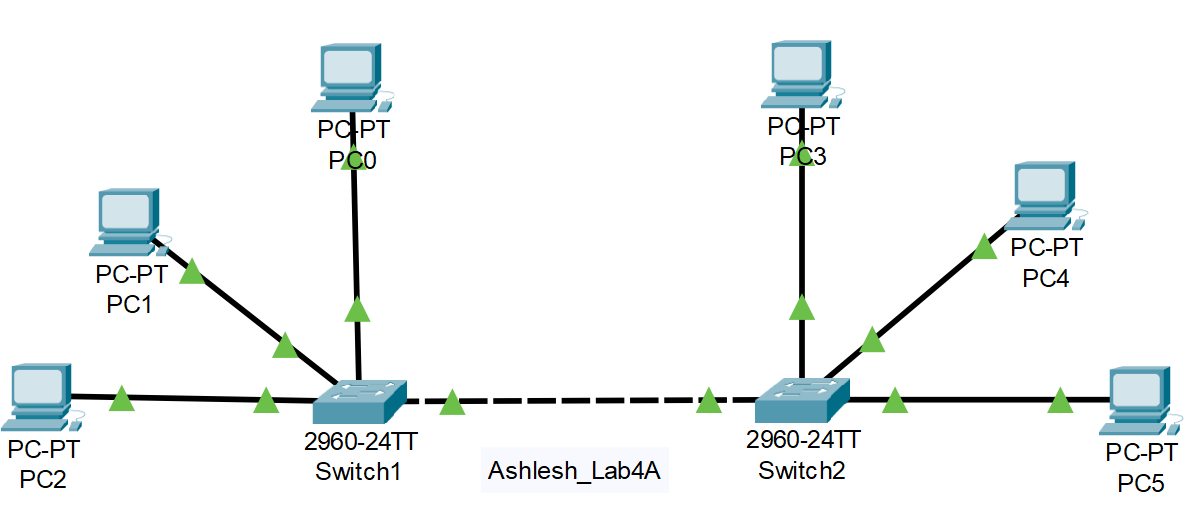 PC-PT
PC0
PC-PT
PC3
PC-PT
PC1
PC-PT
PC4
PC-PT
PC2
2960-24TT
Switch1
Ashlesh_Lab4A
2960-24TT
Switch2
PC-PT
PC5